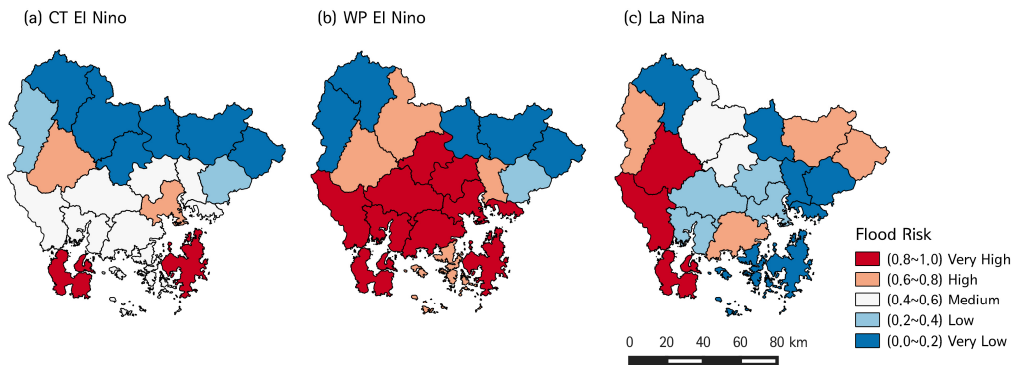 (a) CT El Nino
(b) WP El Nino
(c) La Nina
Flood Risk
(0.8~1.0) Very High
(0.6~0.8) High
(0.4~0.6) Medium
(0.2~0.4) Low
(0.0~0.2) Very Low
0 20 40 60 80 km